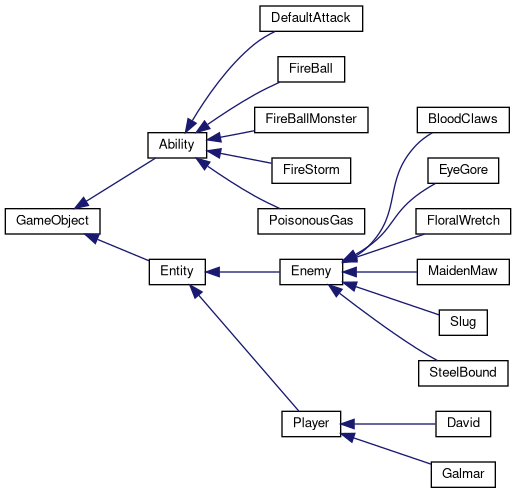 DefaultAttack
FireBall
FireBallMonster
BloodClaws
Ability
FireStorm
EyeGore
GameObject
PoisonousGas
FloralWretch
Entity
Enemy
MaidenMaw
Slug
SteelBound
Player
David
Galmar